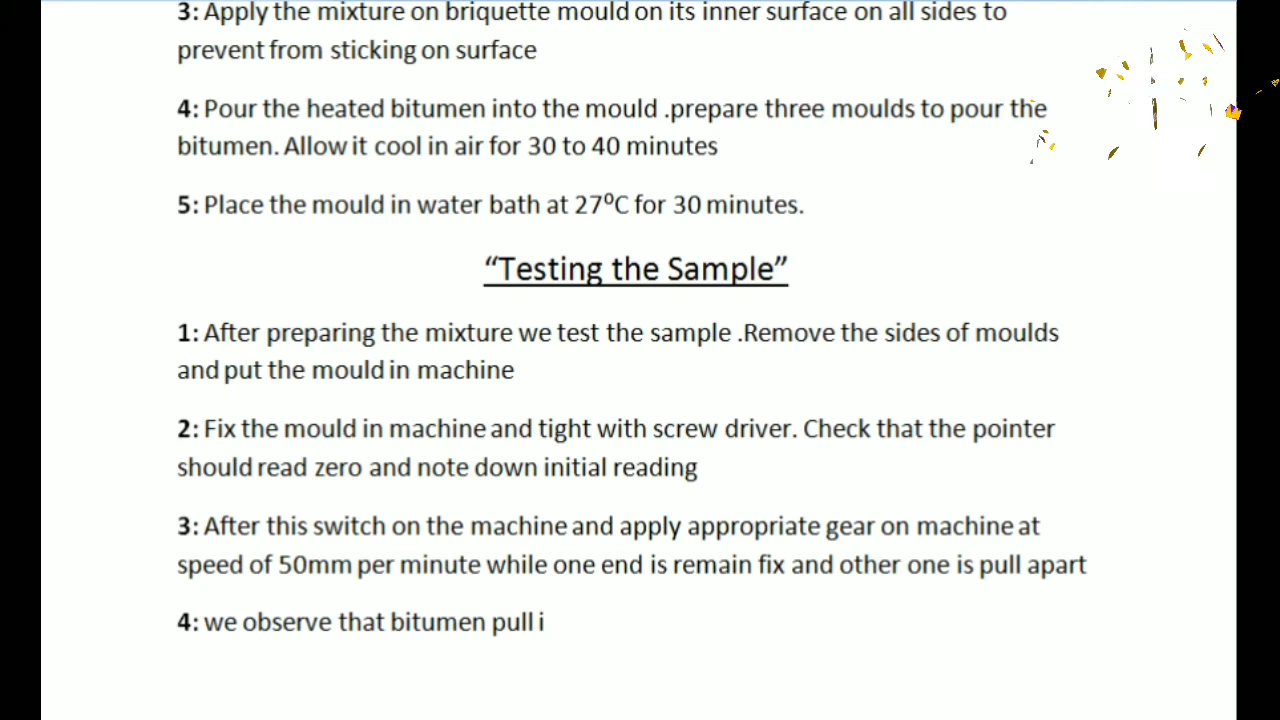 3: Apply the mixture on briquette mould on its inner surface on all sides to
prevent from sticking on surface
4: Pour the heated bitumen into the mould .prepare three moulds to pour the
bitumen. Allow it cool in air for 30 to 40 minutes
5: Place the mould in water bath at 27⁰C for 30 minutes.
“Testing the Sample”
1: After preparing the mixture we test the sample .Remove the sides of moulds
and put the mould in machine
2: Fix the mould in machine and tight with screw driver. Check that the pointer
should read zero and note down initial reading
3: After this switch on the machine and apply appropriate gear on machine at
speed of 50mm per minute while one end is remain fix and other one is pull apart
4: we observe that bitumen pull i